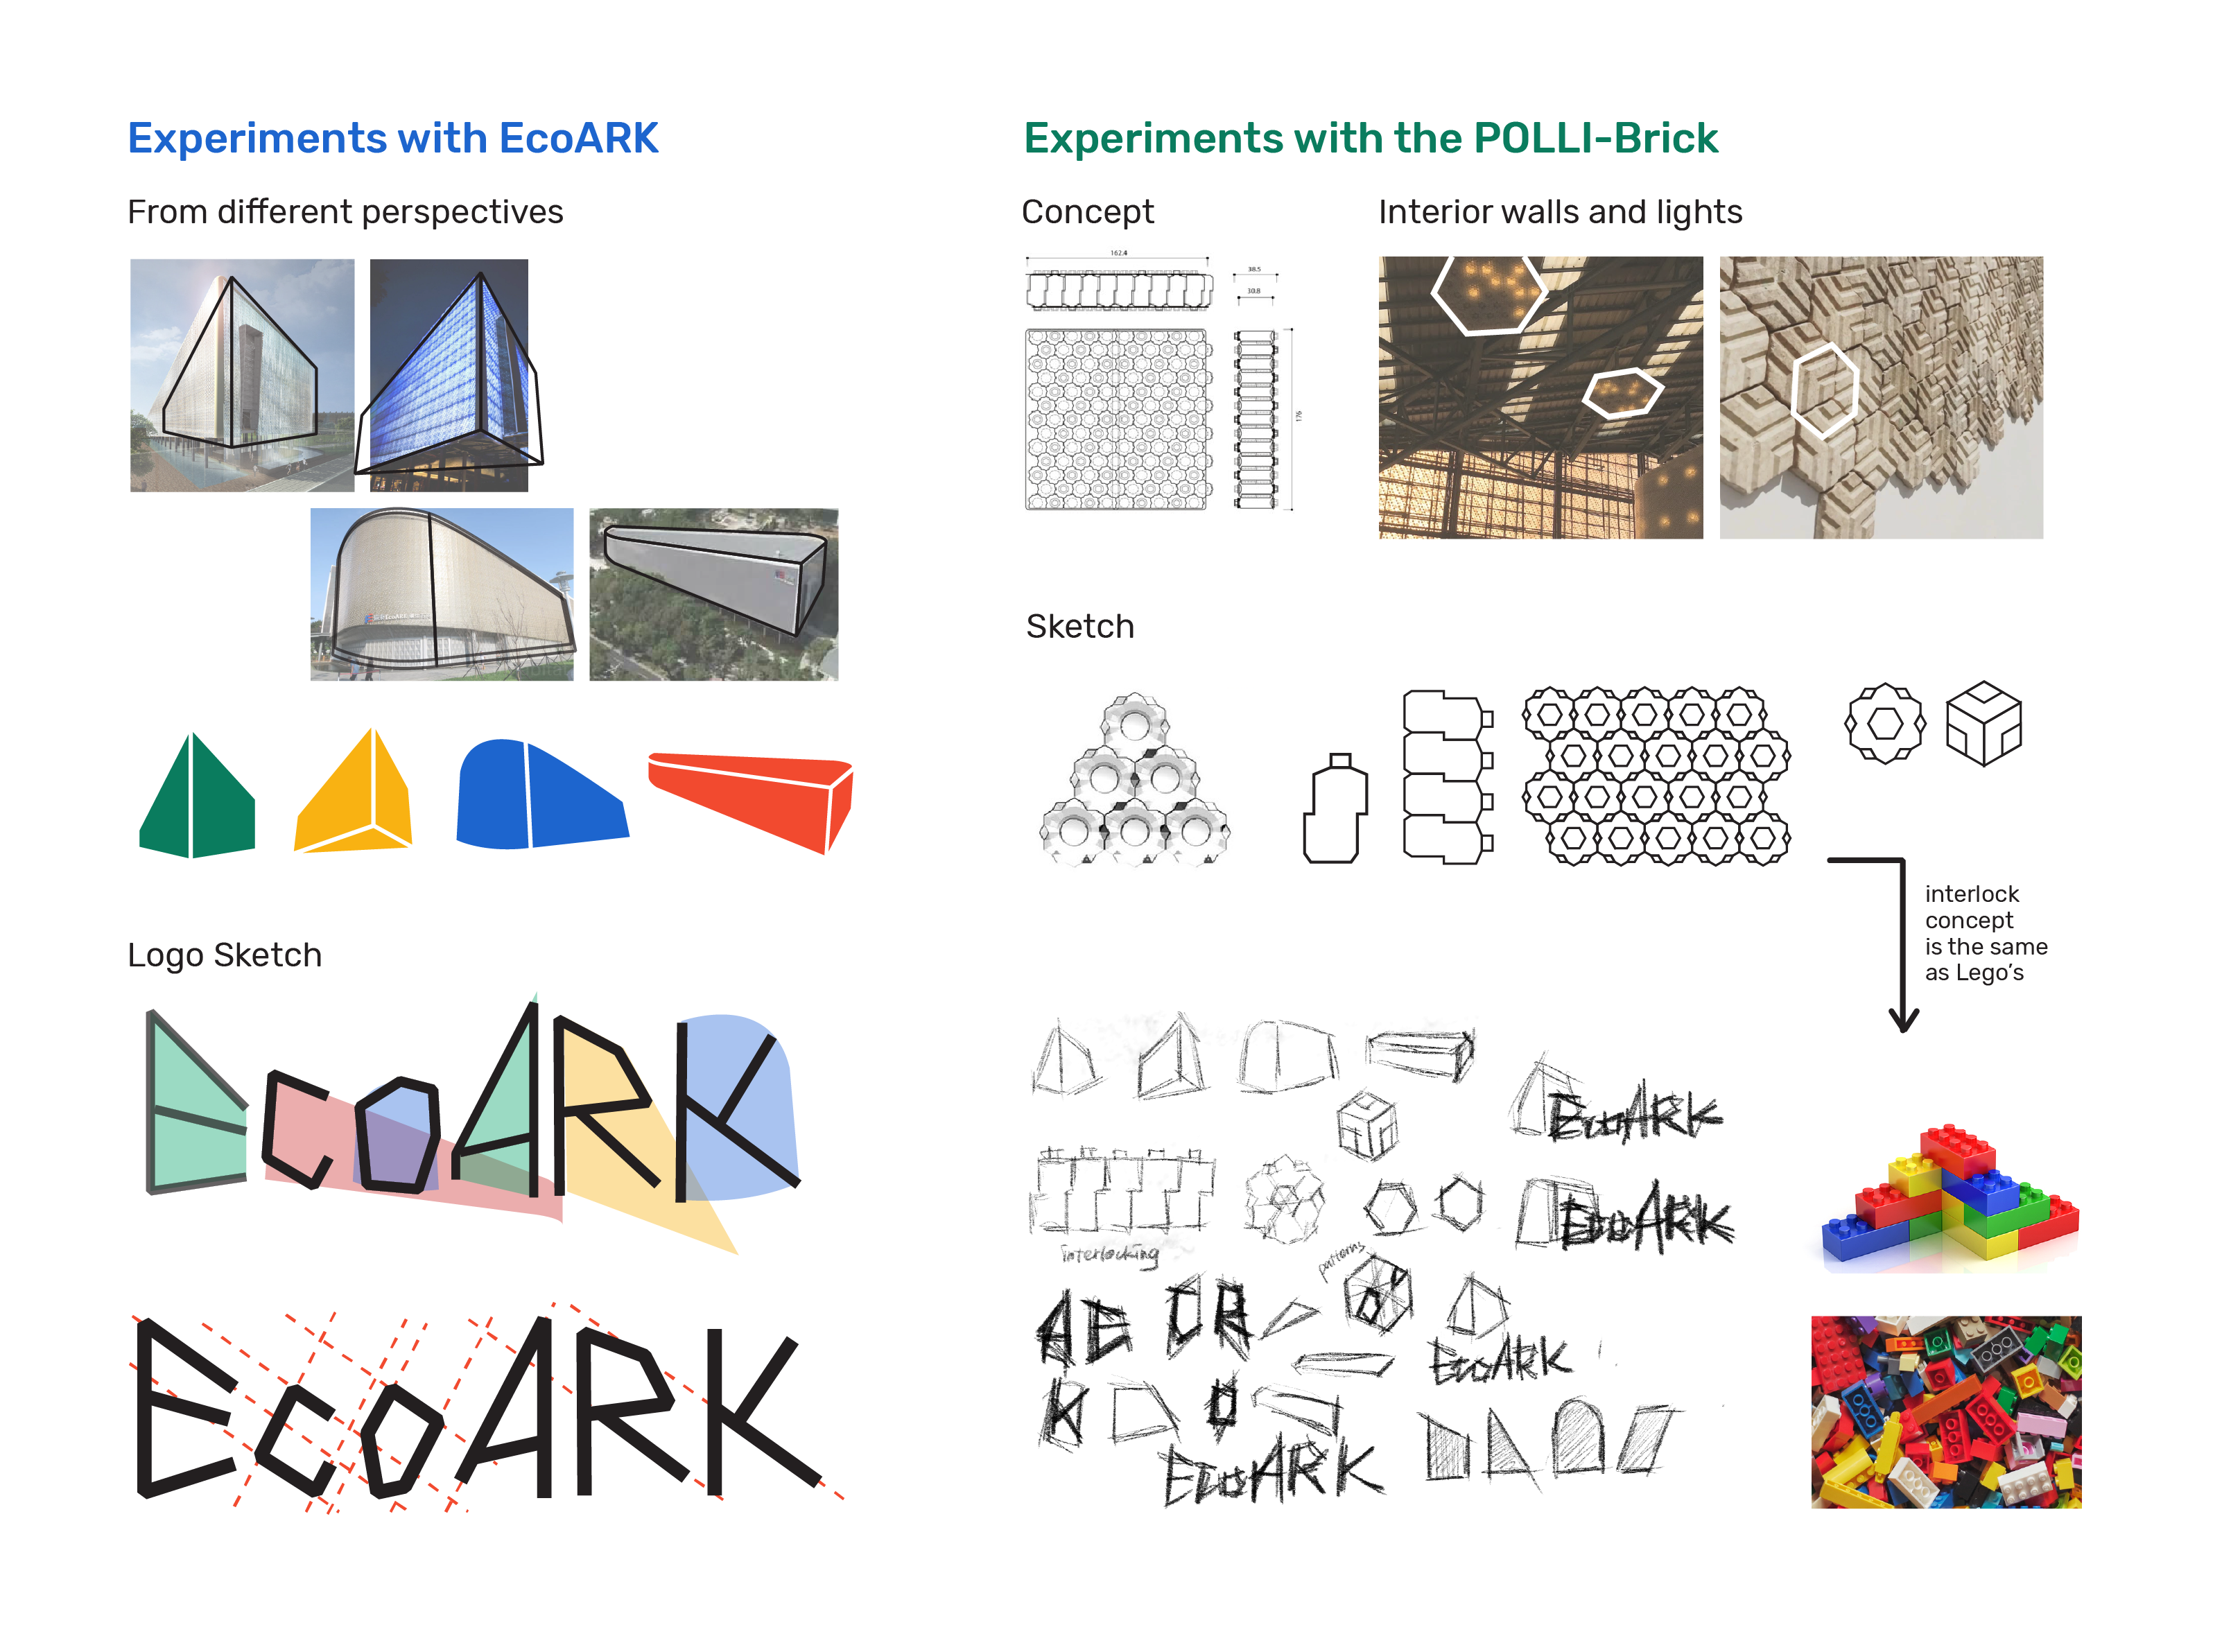 Experiments with EcoARK
From different perspectives
Logo Sketch
EcoARK
EcoARK
Experiments with the POLLI-Brick
Concept
Interior walls and lights
162.4
38.5
30.8
176
Sketch
interlock
concept
is the same
as Lego's
EcoARK
interlocking
EcoARK
patterns
A E C R
EcoARK
K
O
EcoARK